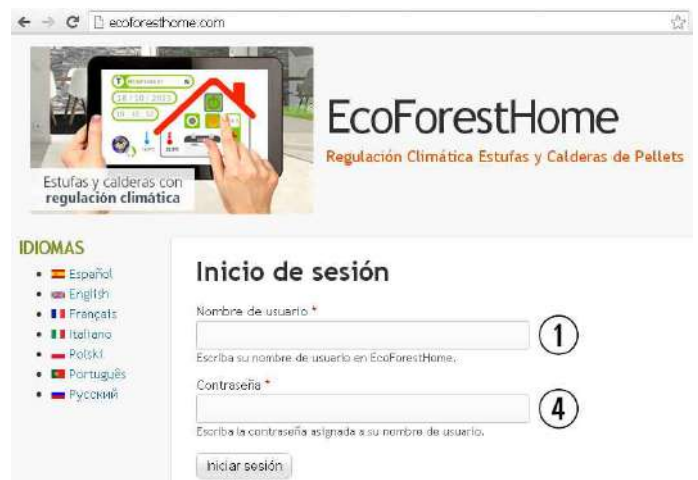 ecoforesthome.com
EcoForestHome
Regulación Climática Estufas y Calderas de Pellets
Estufas y calderas con
regulación climática
IDIOMAS
Español
English
Français
Italiano
Polski
Português
Русский
Inicio de sesión
Nombre de usuario *
1
Escriba su nombre de usuario en EcoForestHome.
Contraseña *
4
Escriba la contraseña asignada a su nombre de usuario.
Iniciar sesión